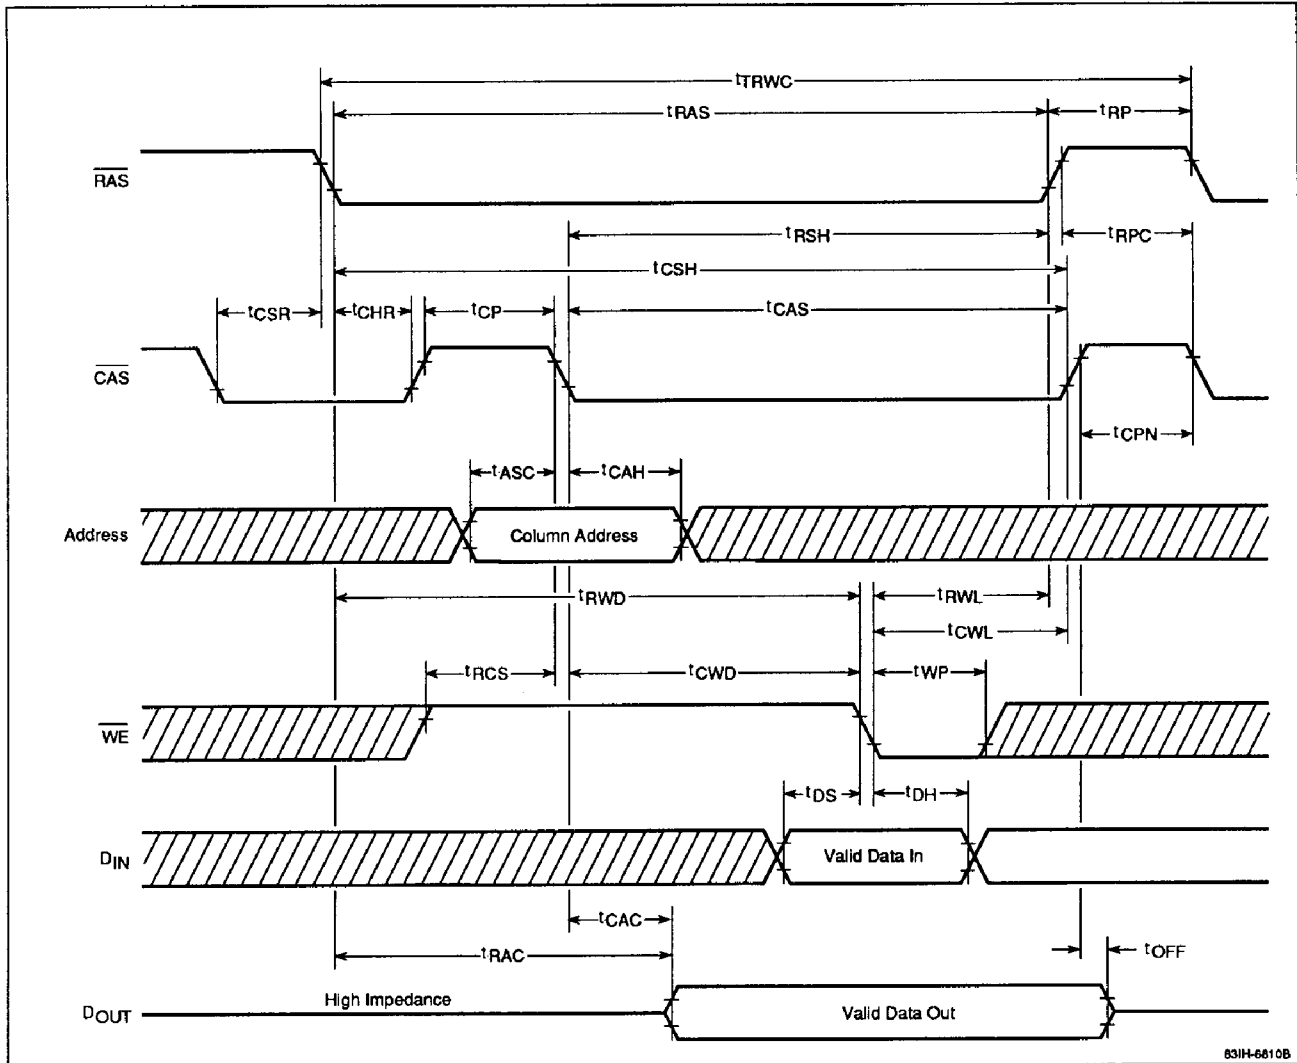 tTRWC
tRAS
tRP
RAS
tRSH
tRPC
tCSH
tCSR
tCHR
tCP
tCAS
CAS
tCPN
tASC
tCAH
Address
Column Address
tRWD
tRWL
tCWL
tRCS
tCWD
tWP
WE
tDS
tDH
DIN
Valid Data In
tCAC
tRAC
tOFF
High Impedance
DOUT
Valid Data Out
83IH-6810B